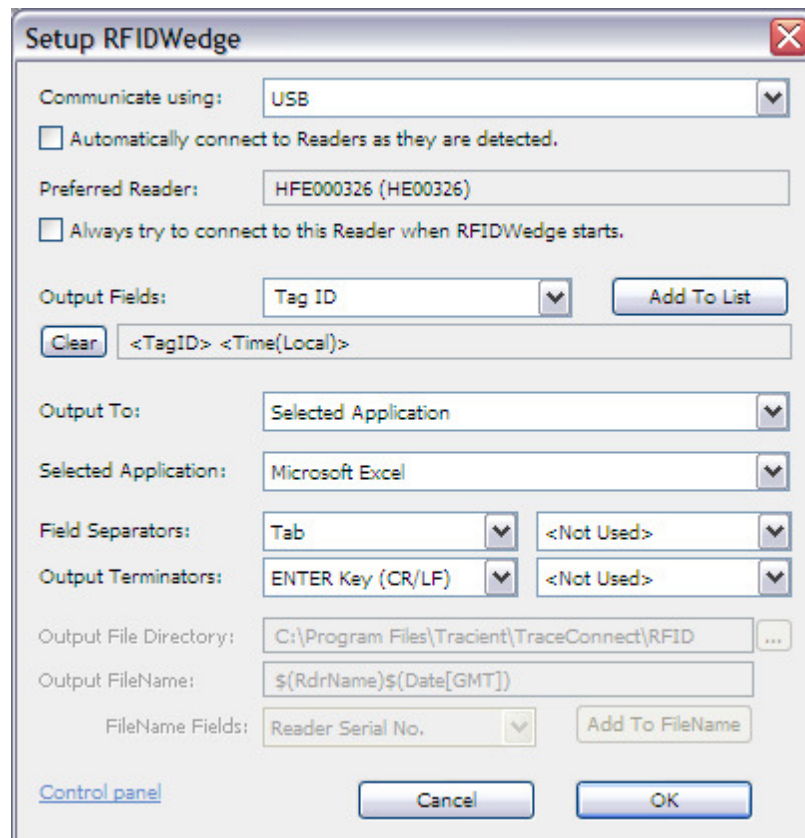 Setup RFIDWedge
Communicate using: USB
Automatically connect to Readers as they are detected.
Preferred Reader: HFE000326 (HE00326)
Always try to connect to this Reader when RFIDWedge starts.
Output Fields: Tag ID Add To List
Clear <TagID> <Time(Local)>
Output To: Selected Application
Selected Application: Microsoft Excel
Field Separators: Tab <Not Used>
Output Terminators: ENTER Key (CR/LF) <Not Used>
Output File Directory: C:\Program Files\Tracient\TraceConnect\RFID ...
Output FileName: $(RdrName)$(Date[GMT])
FileName Fields: Reader Serial No. Add To FileName
Control panel Cancel OK